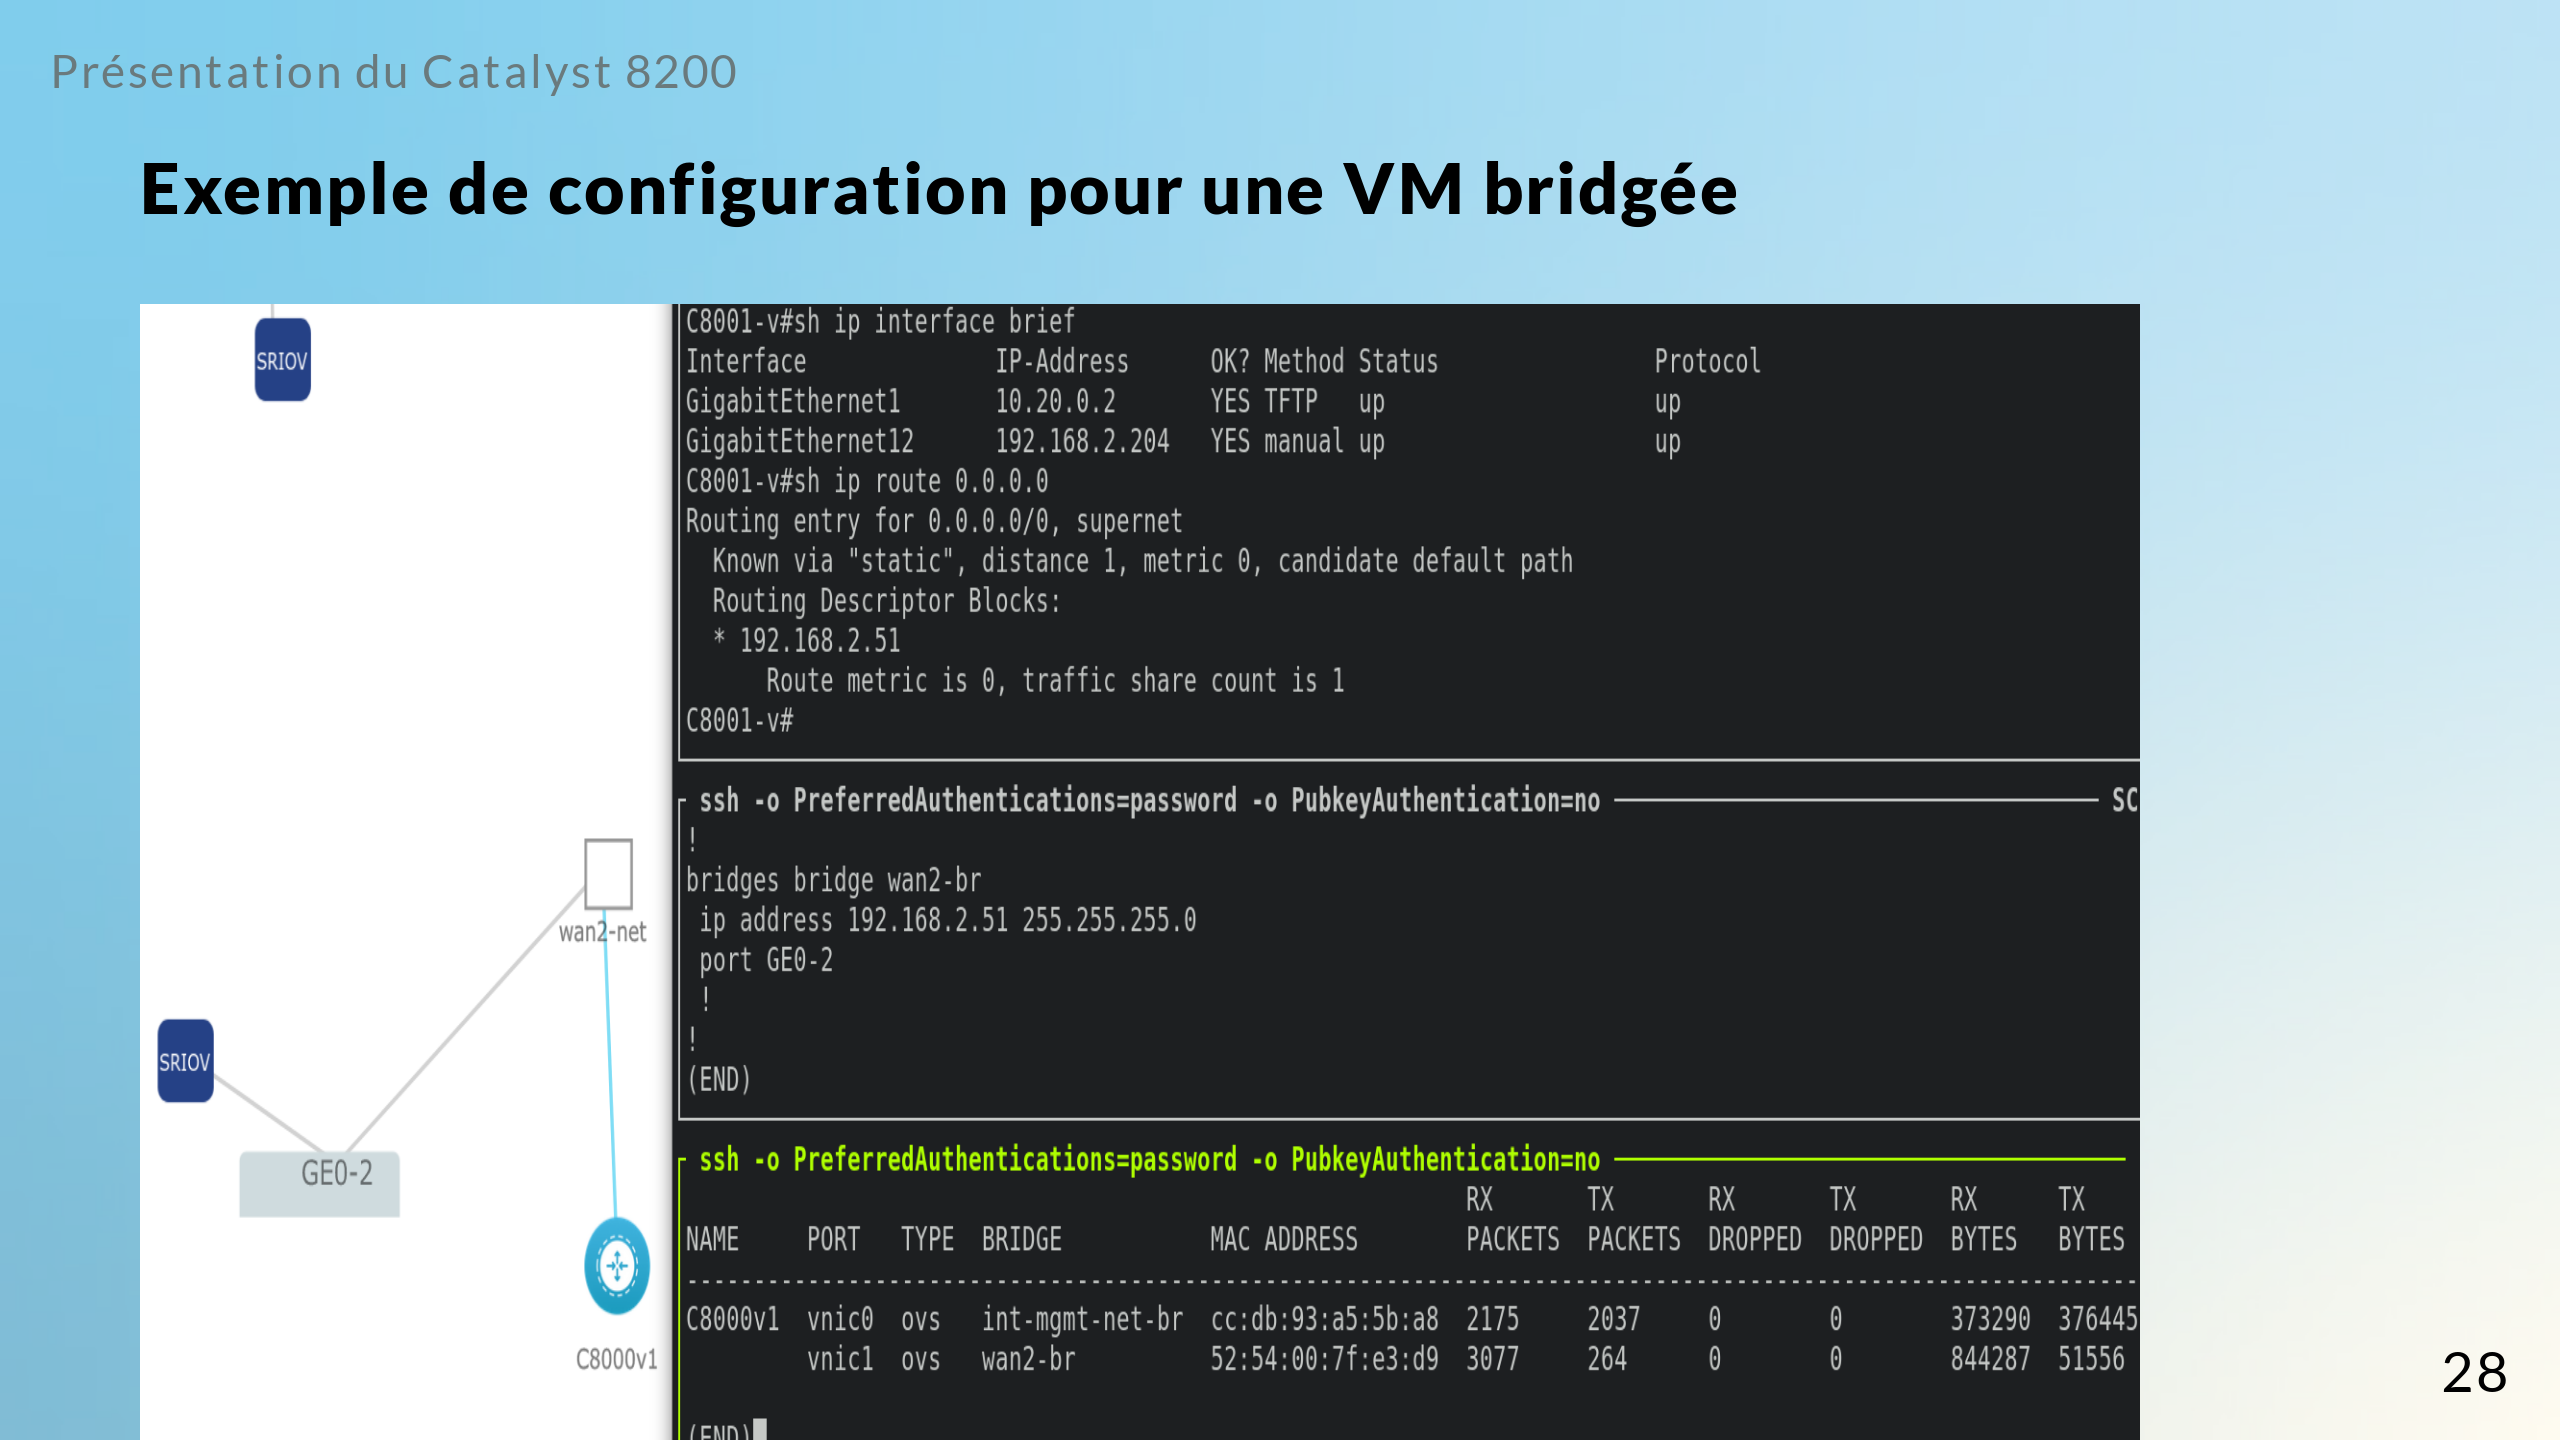 Présentation du Catalyst 8200
Exemple de configuration pour une VM bridgée
SRIOV
wan2-net
SRIOV
GE0-2
C8000v1
C8001-v#sh ip interface brief
Interface              IP-Address      OK? Method Status                Protocol
GigabitEthernet1       10.20.0.2       YES TFTP   up                    up
GigabitEthernet12      192.168.2.204   YES manual up                    up
C8001-v#sh ip route 0.0.0.0
Routing entry for 0.0.0.0/0, supernet
  Known via "static", distance 1, metric 0, candidate default path
  Routing Descriptor Blocks:
  * 192.168.2.51
      Route metric is 0, traffic share count is 1
C8001-v#
ssh -o PreferredAuthentications=password -o PubkeyAuthentication=no SC
!
bridges bridge wan2-br
 ip address 192.168.2.51 255.255.255.0
 port GE0-2
 !
!
(END)
ssh -o PreferredAuthentications=password -o PubkeyAuthentication=no
RX       TX       RX       TX       RX      TX
NAME     PORT   TYPE  BRIDGE           MAC ADDRESS        PACKETS  PACKETS  DROPPED  DROPPED  BYTES   BYTES
--------------------------------------------------------------------------------------------------------------
C8000v1  vnic0  ovs   int-mgmt-net-br  cc:db:93:a5:5b:a8  2175     2037     0        0        373290  376445
         vnic1  ovs   wan2-br          52:54:00:7f:e3:d9  3077     264      0        0        844287  51556
(END)
28